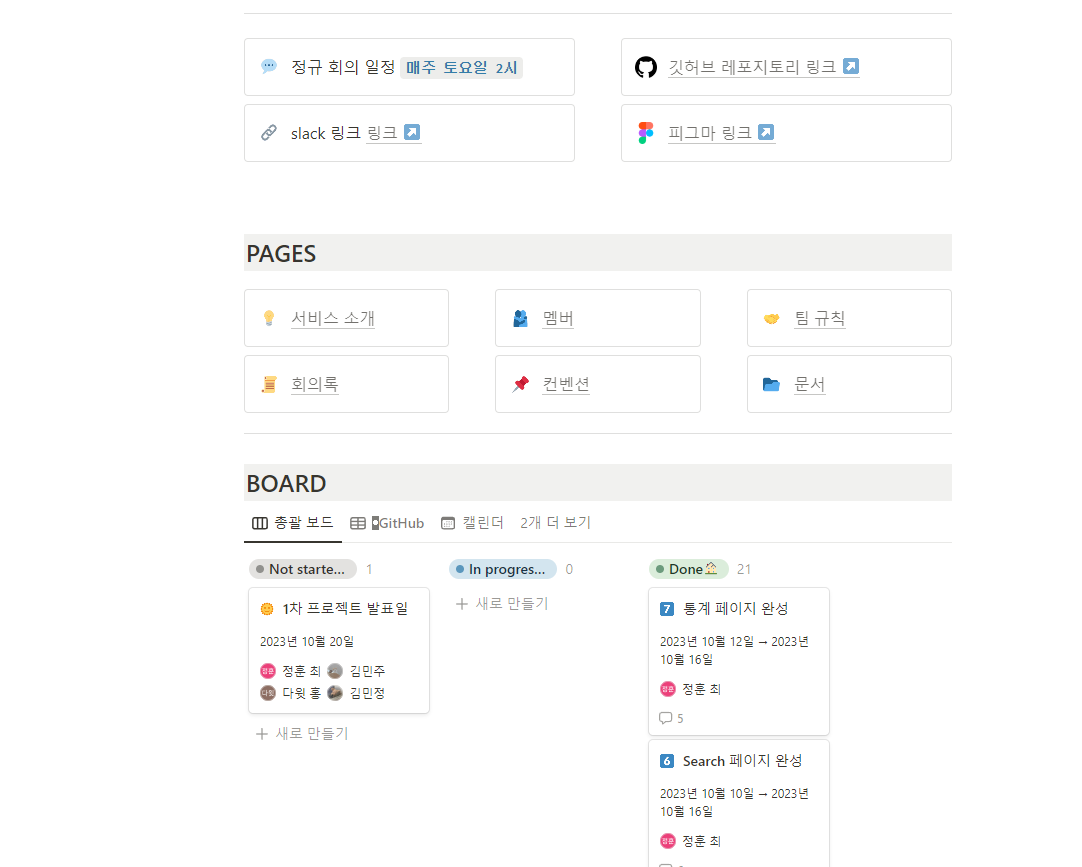 정규 회의 일정 매주 토요일 2시
깃허브 레포지토리 링크
slack 링크 링크
피그마 링크
PAGES
서비스 소개
멤버
팀 규칙
회의록
컨벤션
문서
BOARD
총괄 보드
GitHub
캘린더
2개 더 보기
Not starte... 1
1차 프로젝트 발표일
2023년 10월 20일
정훈 최 김민주
다윗 홍 김민정
새로 만들기
In progres... 0
새로 만들기
Done 21
7 통계 페이지 완성
2023년 10월 12일 → 2023년
10월 16일
정훈 최
5
6 Search 페이지 완성
2023년 10월 10일 → 2023년
10월 16일
정훈 최